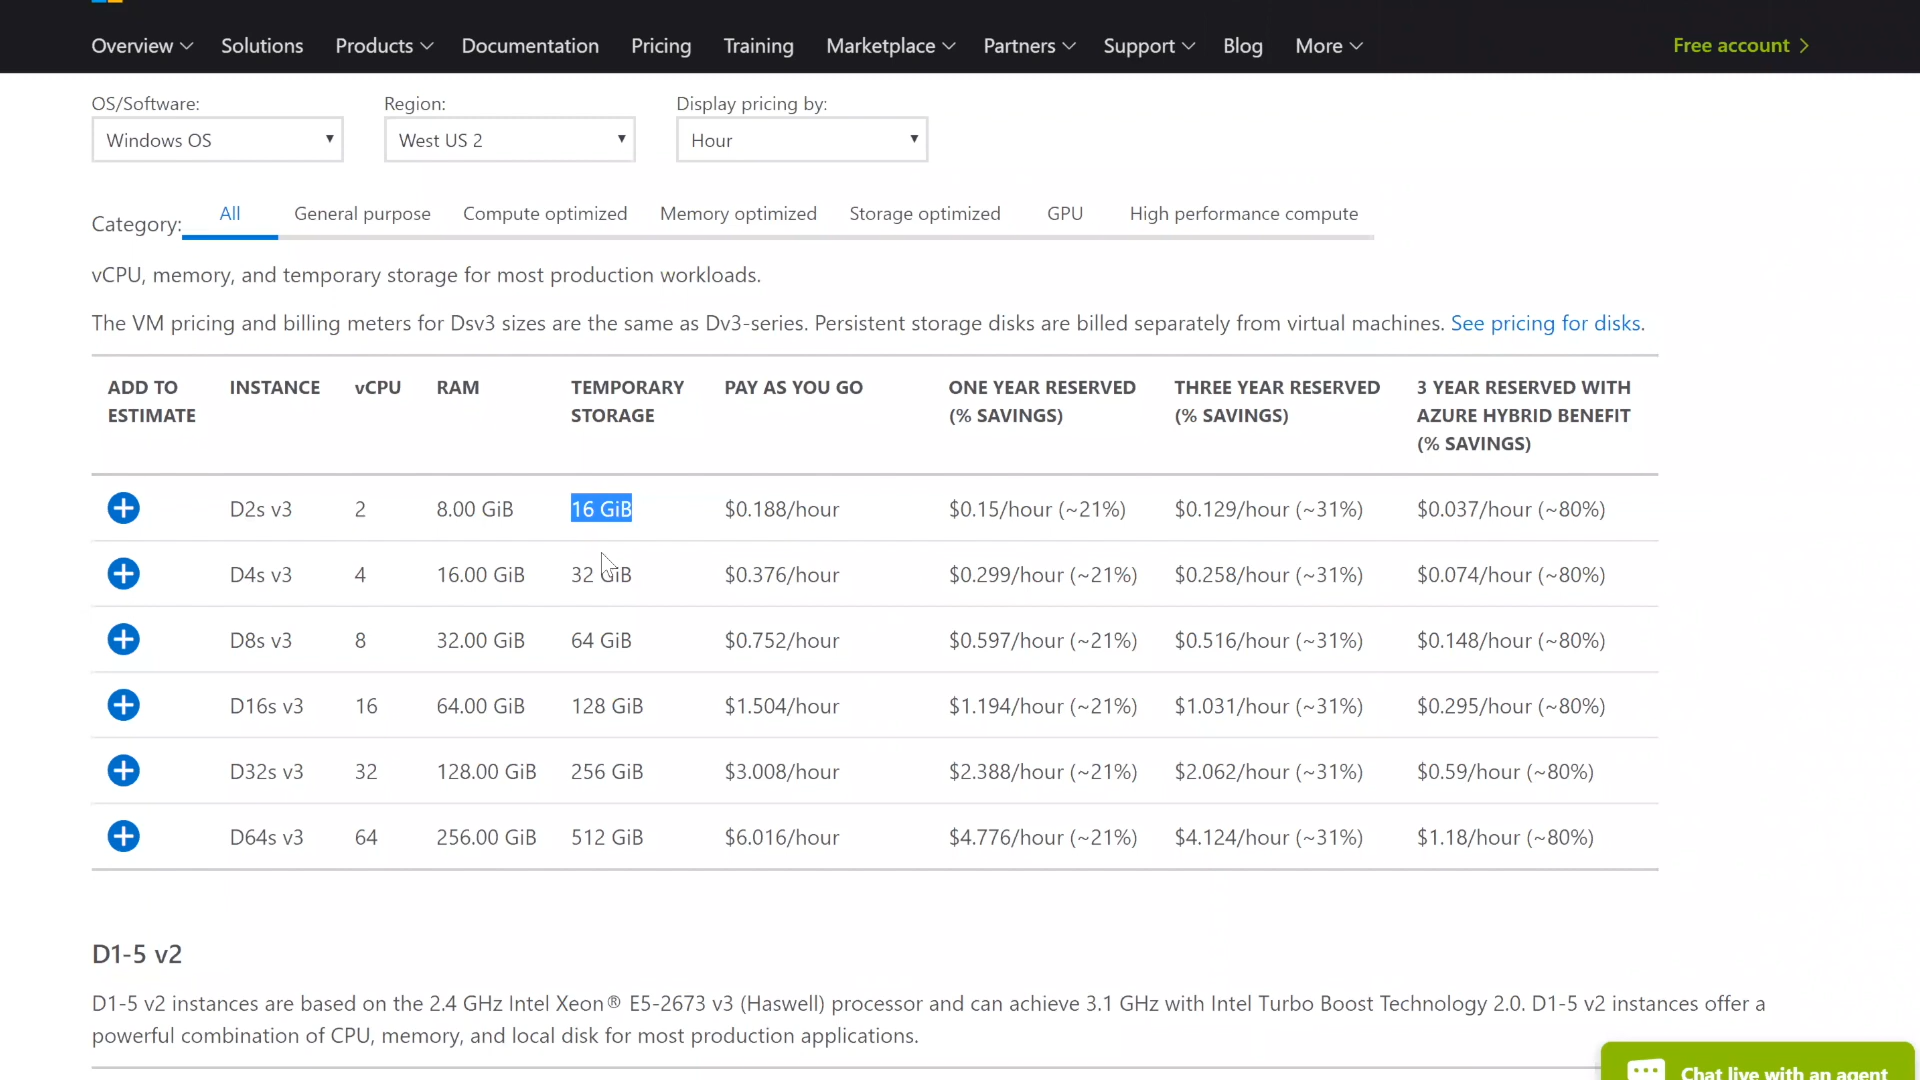 Overview Solutions Products Documentation Pricing Training Marketplace Partners Support Blog More Free account
OS/Software: Region: Display pricing by:
Windows OS West US 2 Hour
Category: All General purpose Compute optimized Memory optimized Storage optimized GPU High performance compute
vCPU, memory, and temporary storage for most production workloads.
The VM pricing and billing meters for Dsv3 sizes are the same as Dv3-series. Persistent storage disks are billed separately from virtual machines. See pricing for disks.
ADD TO INSTANCE vCPU RAM TEMPORARY PAY AS YOU GO ONE YEAR RESERVED THREE YEAR RESERVED 3 YEAR RESERVED WITH
ESTIMATE STORAGE (% SAVINGS) (% SAVINGS) AZURE HYBRID BENEFIT
(% SAVINGS)
D2s v3 2 8.00 GiB 16 GiB $0.188/hour $0.15/hour (~21%) $0.129/hour (~31%) $0.037/hour (~80%)
D4s v3 4 16.00 GiB 32 GiB $0.376/hour $0.299/hour (~21%) $0.258/hour (~31%) $0.074/hour (~80%)
D8s v3 8 32.00 GiB 64 GiB $0.752/hour $0.597/hour (~21%) $0.516/hour (~31%) $0.148/hour (~80%)
D16s v3 16 64.00 GiB 128 GiB $1.504/hour $1.194/hour (~21%) $1.031/hour (~31%) $0.295/hour (~80%)
D32s v3 32 128.00 GiB 256 GiB $3.008/hour $2.388/hour (~21%) $2.062/hour (~31%) $0.59/hour (~80%)
D64s v3 64 256.00 GiB 512 GiB $6.016/hour $4.776/hour (~21%) $4.124/hour (~31%) $1.18/hour (~80%)
D1-5 v2
D1-5 v2 instances are based on the 2.4 GHz Intel Xeon® E5-2673 v3 (Haswell) processor and can achieve 3.1 GHz with Intel Turbo Boost Technology 2.0. D1-5 v2 instances offer a
powerful combination of CPU, memory, and local disk for most production applications.
Chat live with an agent